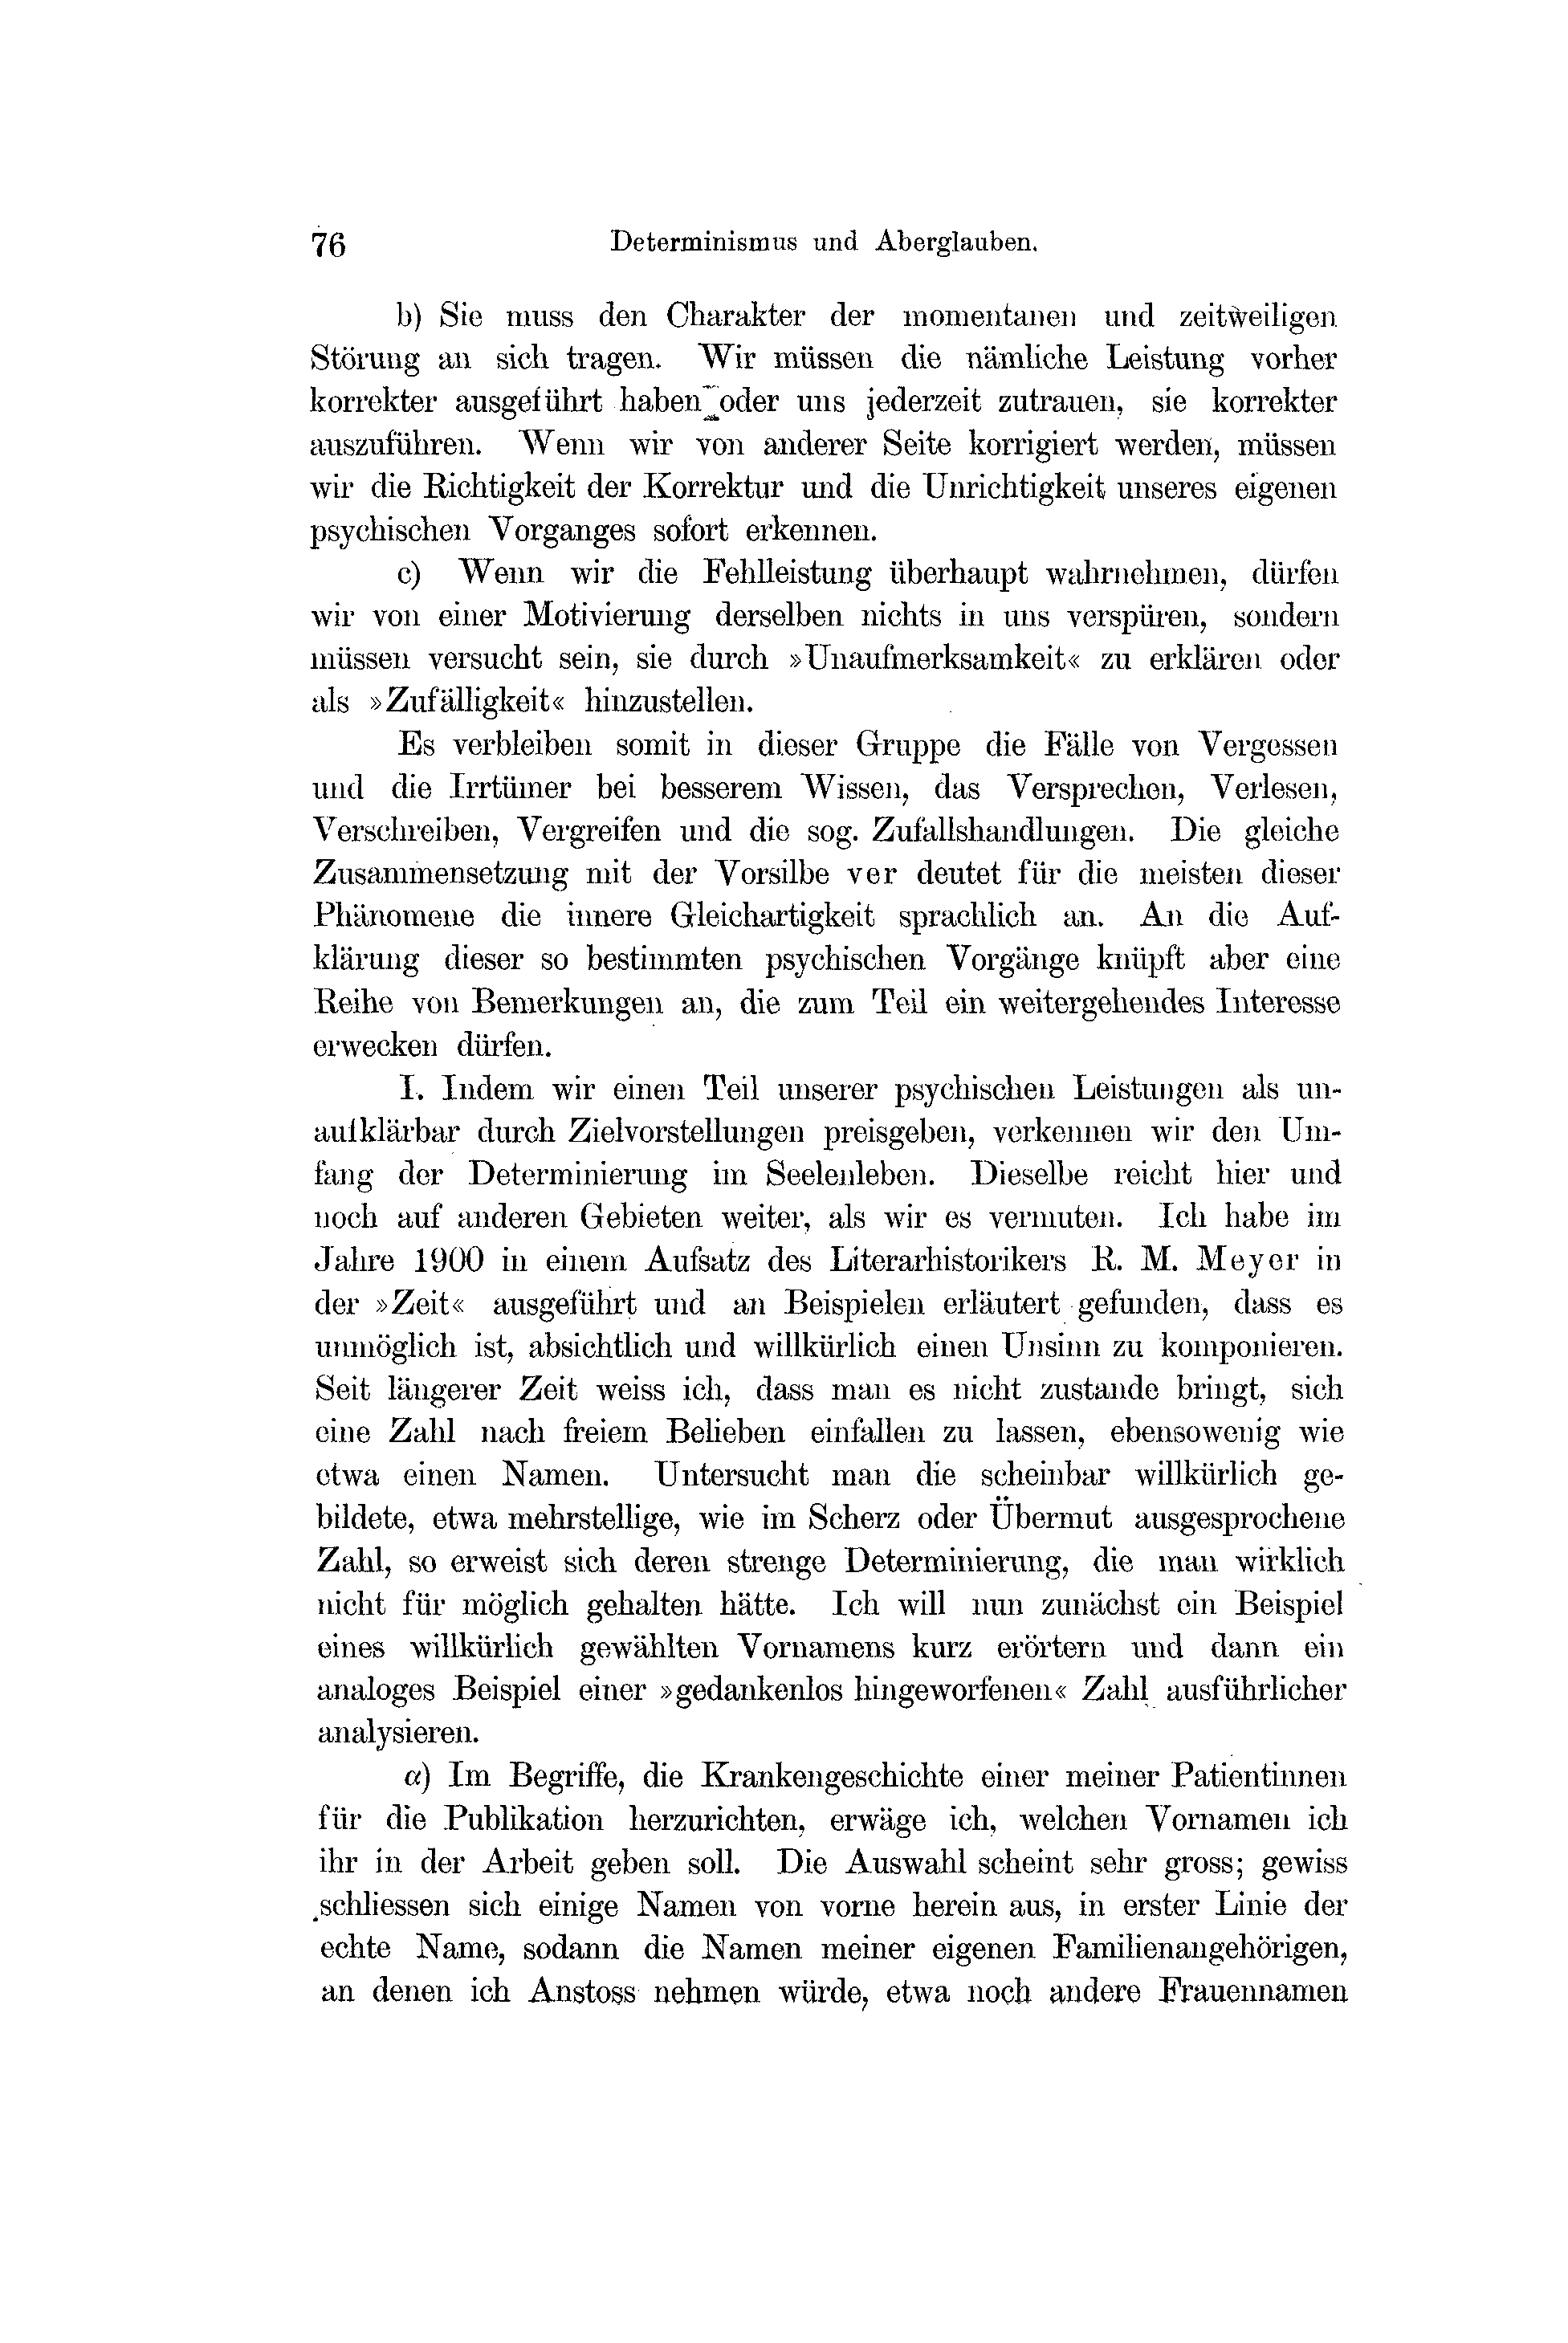 76 Determinismus und Aberglauben.
b) Sie muss den Charakter der momentanen und zeitweiligen
Störung an sich tragen. Wir müssen die nämliche Leistung vorher
korrekter ausgeführt haben oder uns jederzeit zutrauen, sie korrekter
auszuführen. Wenn wir von anderer Seite korrigiert werden, müssen
wir die Richtigkeit der Korrektur und die Unrichtigkeit unseres eigenen
psychischen Vorganges sofort erkennen.
c) Wenn wir die Fehlleistung überhaupt wahrnehmen, dürfen
wir von einer Motivierung derselben nichts in uns verspüren, sondern
müssen versucht sein, sie durch »Unaufmerksamkeit« zu erklären oder
als »Zufälligkeit« hinzustellen.
Es verbleiben somit in dieser Gruppe die Fälle von Vergessen
und die Irrtümer bei besserem Wissen, das Versprechen, Verlesen,
Verschreiben, Vergreifen und die sog. Zufallshandlungen. Die gleiche
Zusammensetzung mit der Vorsilbe ver deutet für die meisten dieser
Phänomene die innere Gleichartigkeit sprachlich an. An die Auf-
klärung dieser so bestimmten psychischen Vorgänge knüpft aber eine
Reihe von Bemerkungen an, die zum Teil ein weitergehendes Interesse
erwecken dürfen.
I. Indem wir einen Teil unserer psychischen Leistungen als un-
aufklärbar durch Zielvorstellungen preisgeben, verkennen wir den Um-
fang der Determinierung im Seelenleben. Dieselbe reicht hier und
noch auf anderen Gebieten weiter, als wir es vermuten. Ich habe im
Jahre 1900 in einem Aufsatz des Literarhistorikers R. M. Meyer in
der »Zeit« ausgeführt und an Beispielen erläutert gefunden, dass es
unmöglich ist, absichtlich und willkürlich einen Unsinn zu komponieren.
Seit längerer Zeit weiss ich, dass man es nicht zustande bringt, sich
eine Zahl nach freiem Belieben einfallen zu lassen, ebensowenig wie
etwa einen Namen. Untersucht man die scheinbar willkürlich ge-
bildete, etwa mehrstellige, wie im Scherz oder Übermut ausgesprochene
Zahl, so erweist sich deren strenge Determinierung, die man wirklich
nicht für möglich gehalten hätte. Ich will nun zunächst ein Beispiel
eines willkürlich gewählten Vornamens kurz erörtern und dann ein
analoges Beispiel einer »gedankenlos hingeworfenen« Zahl ausführlicher
analysieren.
α) Im Begriffe, die Krankengeschichte einer meiner Patientinnen
für die Publikation herzurichten, erwäge ich, welchen Vornamen ich
ihr in der Arbeit geben soll. Die Auswahl scheint sehr gross; gewiss
schliessen sich einige Namen von vorne herein aus, in erster Linie der
echte Name, sodann die Namen meiner eigenen Familienangehörigen,
an denen ich Anstoss nehmen würde, etwa noch andere Frauennamen